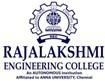 RAJALAKSHMI
ENGINEERING COLLEGE
An AUTONOMOUS Institution
Affiliated to ANNA UNIVERSITY, Chennai